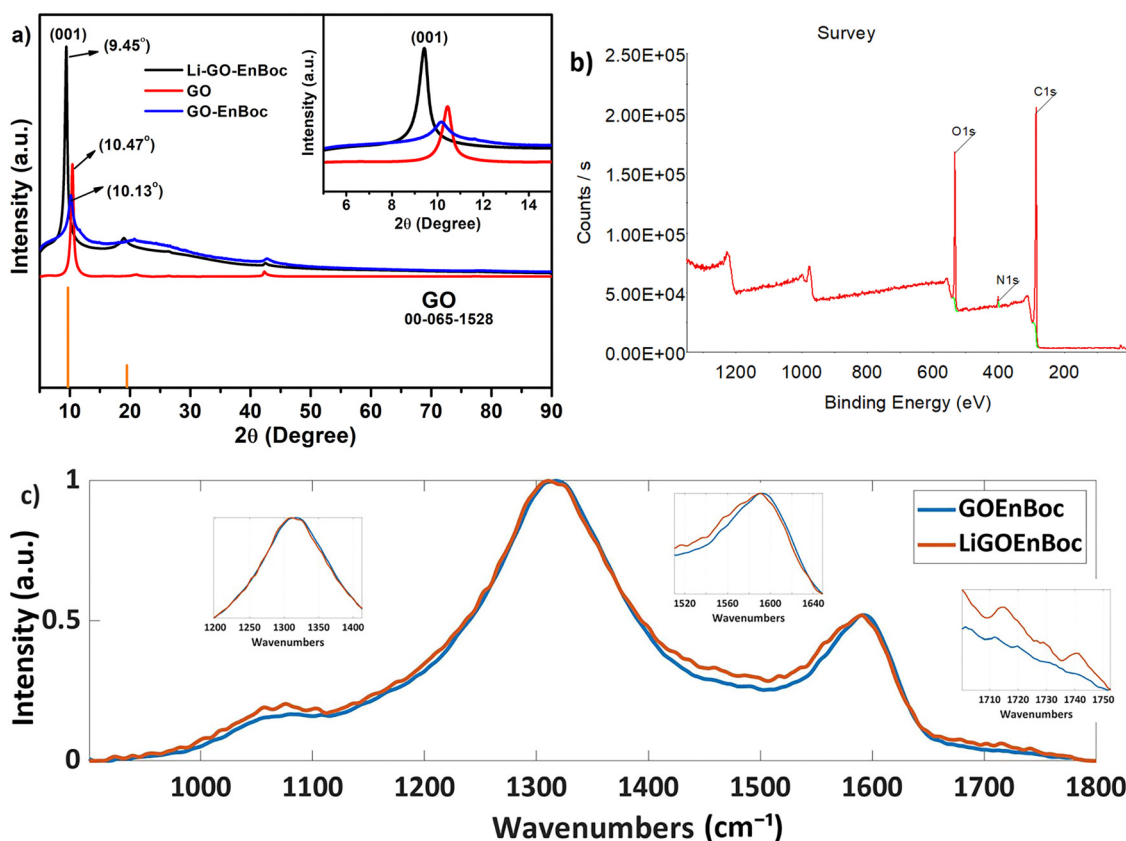 a)
(001)
(9.45°)
Li-GO-EnBoc
GO
GO-EnBoc
(10.47°)
(10.13°)
Intensity (a.u.)
GO
00-065-1528
10 20 30 40 50 60 70 80 90
2θ (Degree)
(001)
Intensity (a.u.)
6 8 10 12 14
2θ (Degree)
b)
Survey
2.50E+05
2.00E+05
1.50E+05
1.00E+05
5.00E+04
0.00E+00
Counts / s
C1s
O1s
N1s
1200 1000 800 600 400 200
Binding Energy (eV)
c)
1
0.5
0
Intensity (a.u.)
1200 1250 1300 1350 1400
Wavenumbers
1520 1560 1600 1640
Wavenumbers
GOEnBoc
LiGOEnBoc
1710 1720 1730 1740 1750
Wavenumbers
1000 1100 1200 1300 1400 1500 1600 1700 1800
Wavenumbers (cm⁻¹)